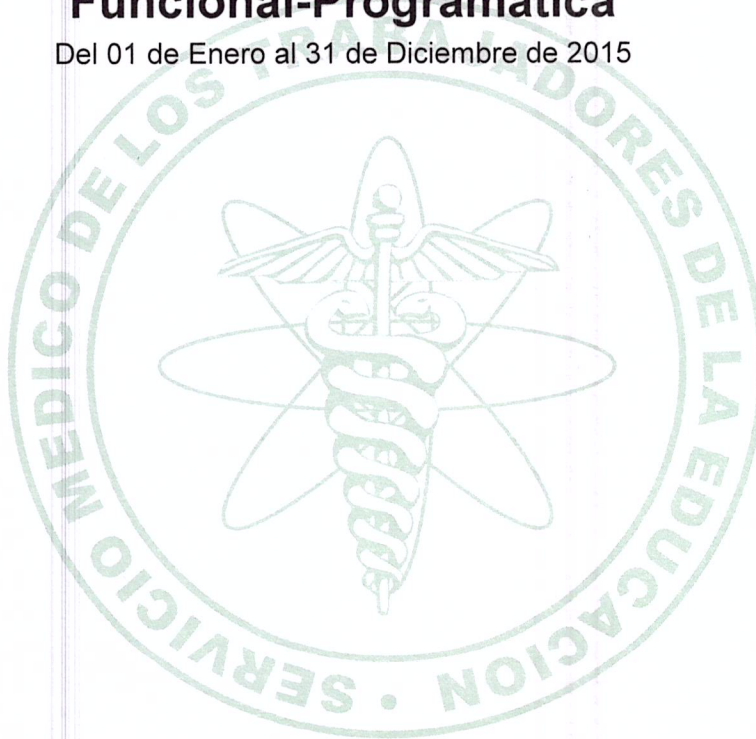 Funcional-Programática
Del 01 de Enero al 31 de Diciembre de 2015
SERVICIO MEDICO DE LOS TRABAJADORES DE LA EDUCACION •